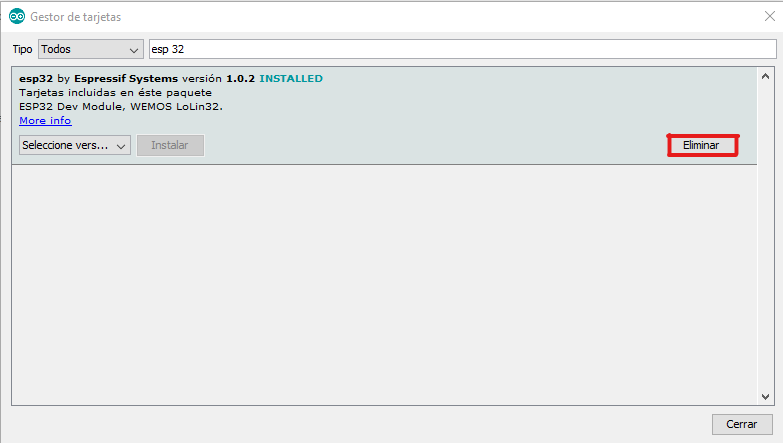 Gestor de tarjetas
Tipo Todos esp 32
esp32 by Espressif Systems versión 1.0.2 INSTALLED
Tarjetas incluidas en éste paquete
ESP32 Dev Module, WEMOS LoLin32.
More info
Seleccione vers... Instalar Eliminar
Cerrar